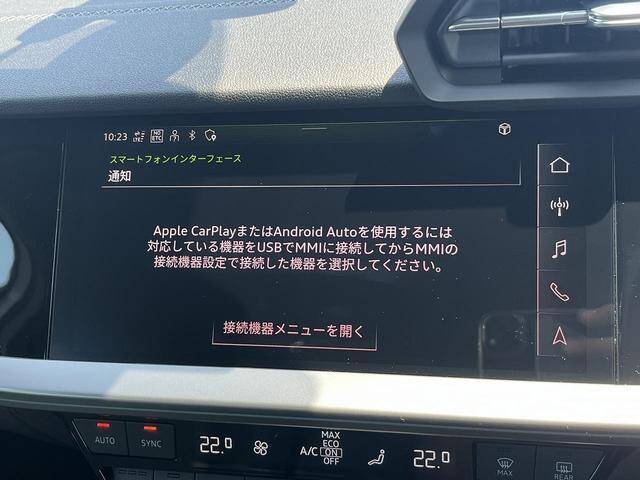 10:23 LTE NO ETC
スマートフォンインターフェース
通知
Apple CarPlayまたはAndroid Autoを使用するには
対応している機器をUSBでMMIに接続してからMMIの
接続機器設定で接続した機器を選択してください。
接続機器メニューを開く
AUTO SYNC 22.0 A/C MAX ECO ON OFF 22.0 MAX REAR